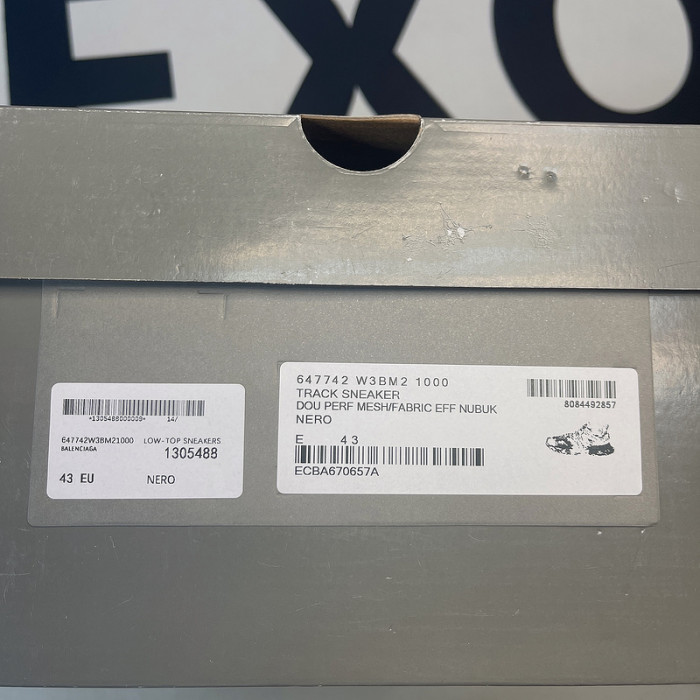 EXO
*1305488000009* 14/
647742W3BM21000 LOW-TOP SNEAKERS
BALENCIAGA
1305488
43 EU NERO
647742 W3BM2 1000
TRACK SNEAKER
DOU PERF MESH/FABRIC EFF NUBUK
NERO
E 43
ECBA670657A
8084492857